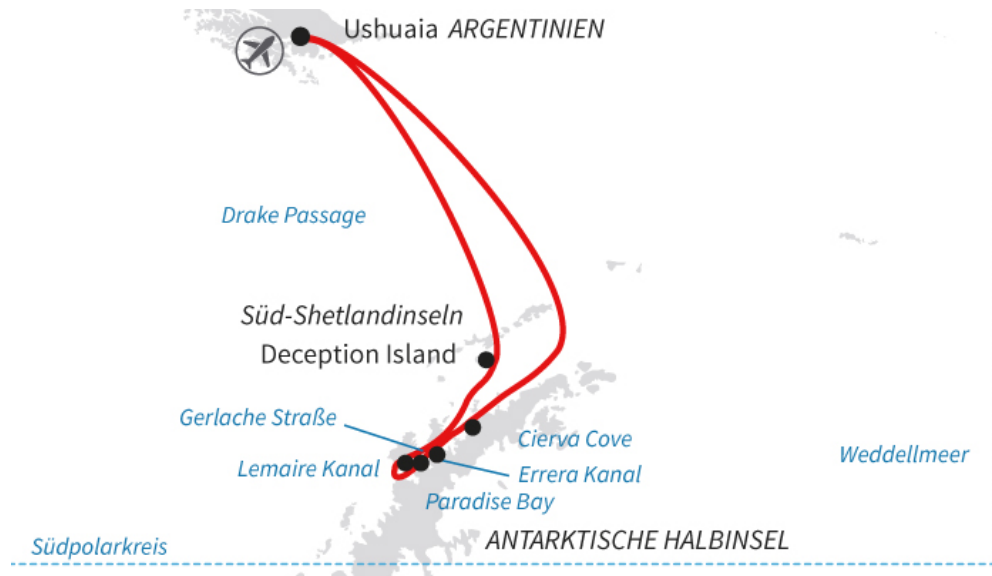 Ushuaia ARGENTINIEN
Drake Passage
Süd-Shetlandinseln
Deception Island
Gerlache Straße
Cierva Cove
Weddellmeer
Lemaire Kanal
Errera Kanal
Paradise Bay
ANTARKTISCHE HALBINSEL
Südpolarkreis